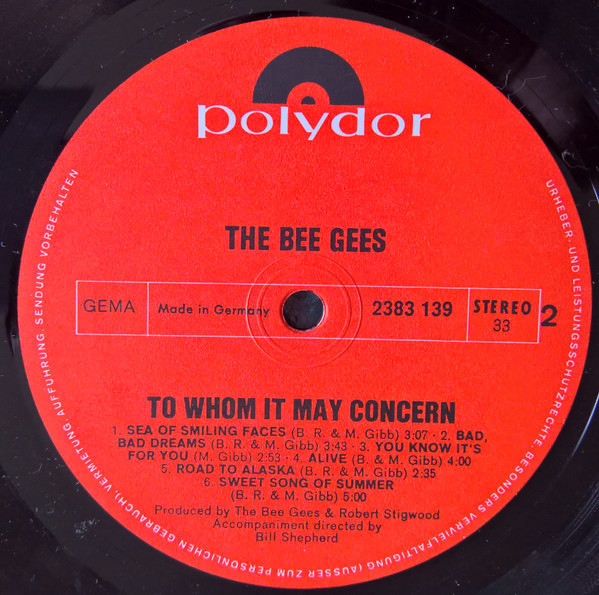 polydor
THE BEE GEES
GEMA
Made in Germany
2383 139
STEREO
33
2
TO WHOM IT MAY CONCERN
1. SEA OF SMILING FACES (B. R. & M. Gibb) 3:07 · 2. BAD,
BAD DREAMS (B. R. & M. Gibb) 3:43 · 3. YOU KNOW IT'S
FOR YOU (M. Gibb) 2:53 · 4. ALIVE (B. & M. Gibb) 4:00
5. ROAD TO ALASKA (B. R. & M. Gibb) 2:35
6. SWEET SONG OF SUMMER
(B. R. & M. Gibb) 5:00
Produced by The Bee Gees & Robert Stigwood
Accompaniment directed by
Bill Shepherd
URHEBER- UND LEISTUNGSSCHUTZRECHTE, BESONDERS VERVIELFÄLTIGUNG (AUSSER ZUM PERSÖNLICHEN GEBRAUCH), VERMIETUNG, AUFFÜHRUNG, SENDUNG VORBEHALTEN